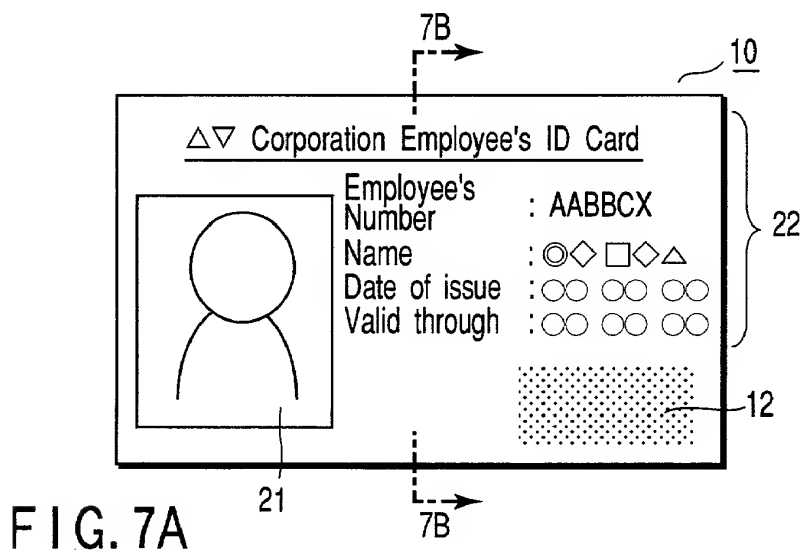 7B
10
△▽ Corporation Employee's ID Card
Employee's
Number : AABBCX
Name : ◎◇ □◇△
Date of issue : ○○ ○○ ○○
Valid through : ○○ ○○ ○○
22
12
21
7B
FIG. 7A